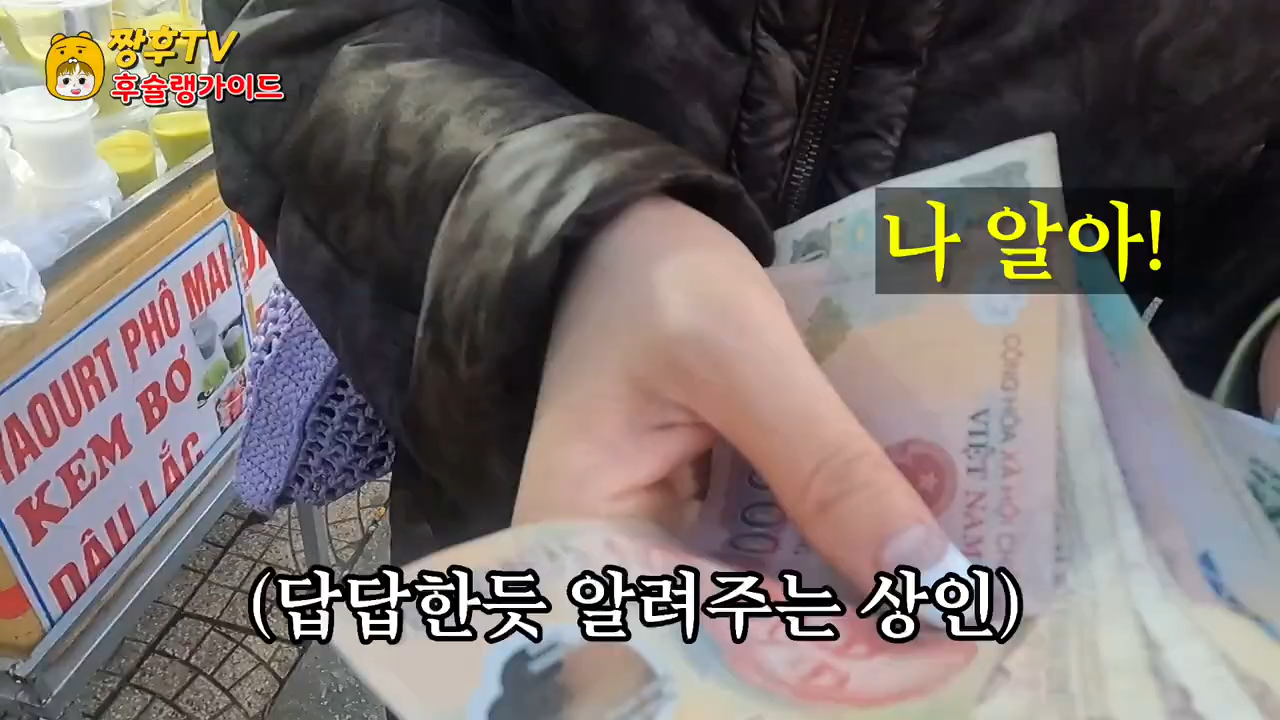 짱후TV
후슐랭가이드
나 알아!
YAOURT PHÔ MAI
KEM BƠ
DÂU LẮC
CỘNG HÒA XÃ HỘI CH
VIỆT NAM
(답답한듯 알려주는 상인)